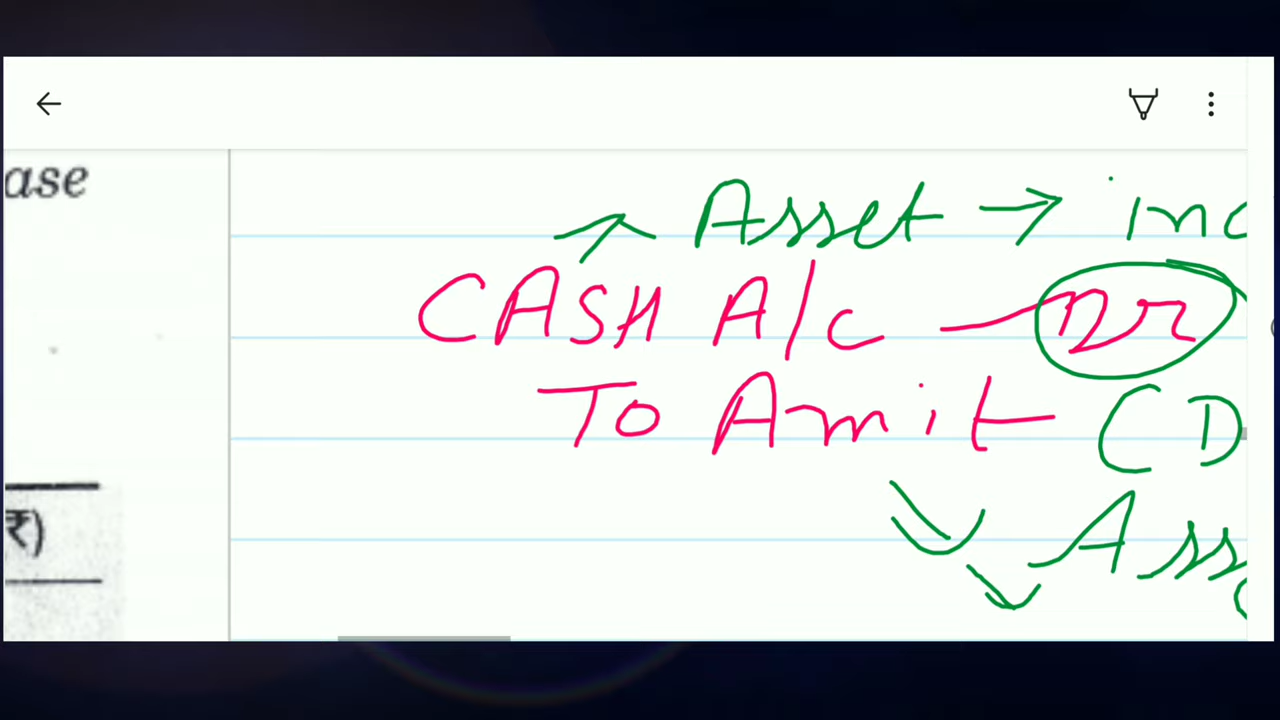 ase
Asset → inc
CASH A/c Dr
To Amit (D
Ass
₹)